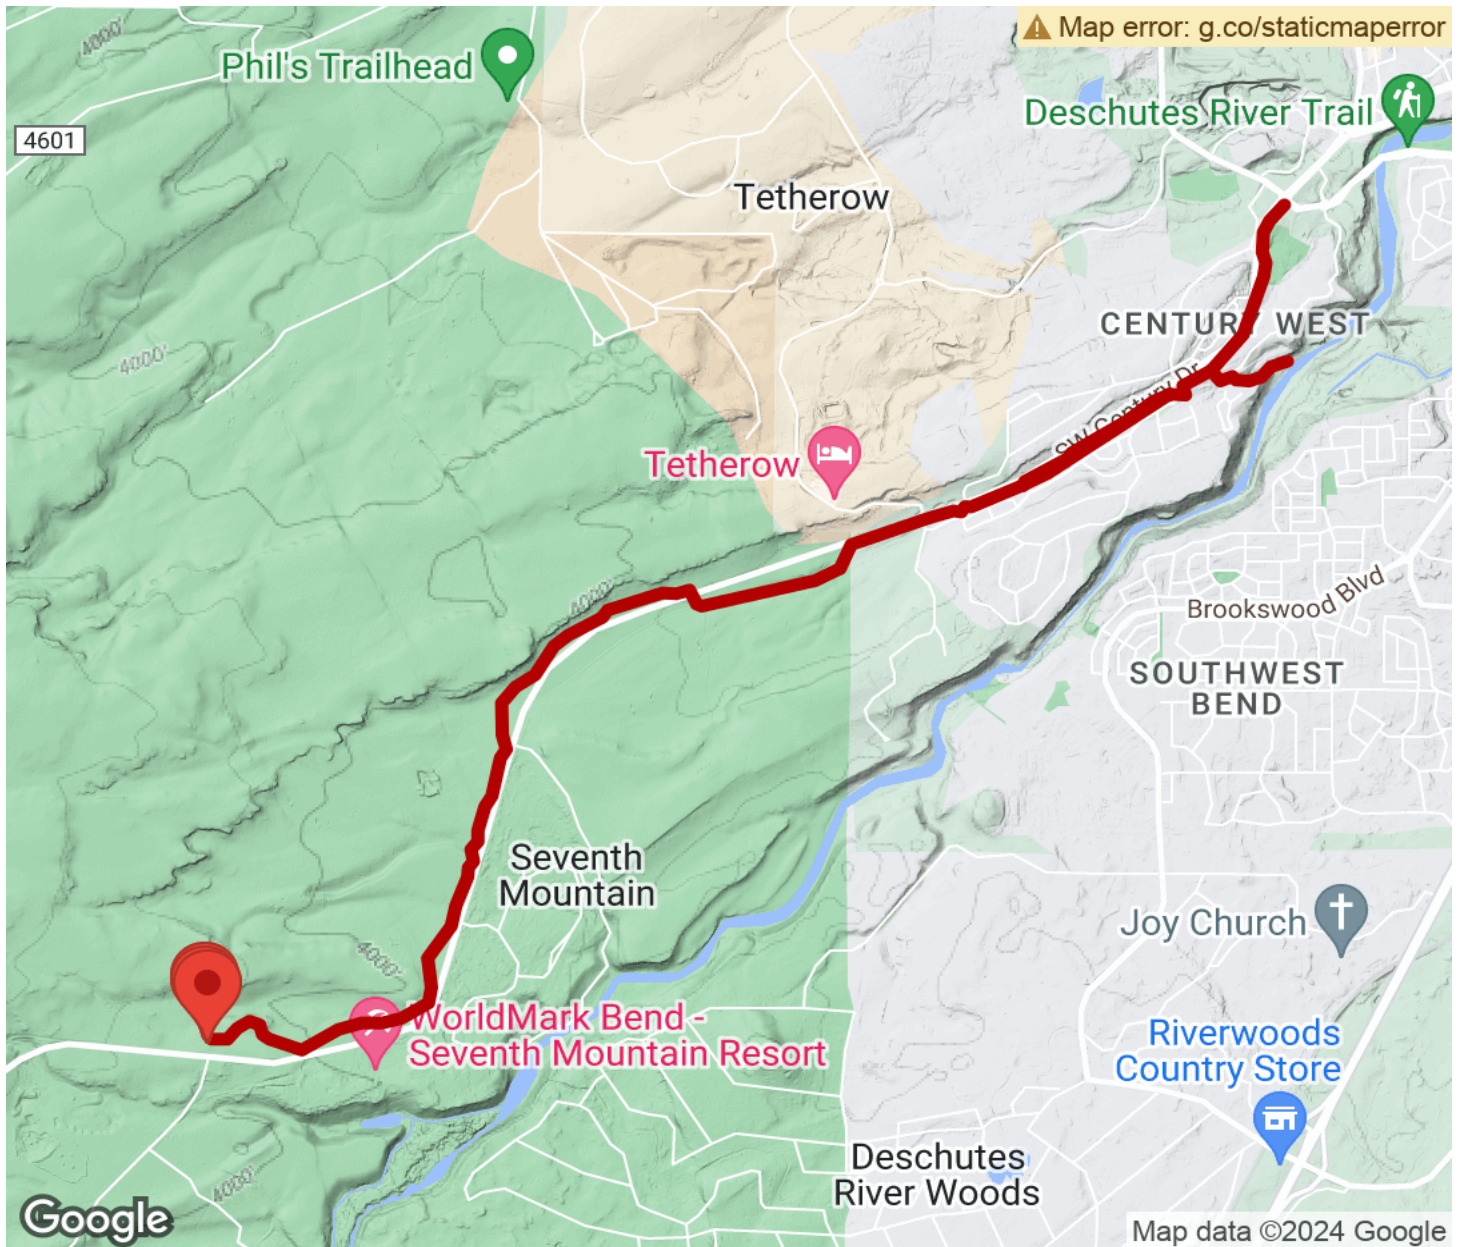 4000'
Map error: g.co/staticmaperror
Phil's Trailhead
Deschutes River Trail
4601
Tetherow
CENTURY WEST
4000'
SW Century Dr
Tetherow
4000'
Brookswood Blvd
SOUTHWEST
BEND
Seventh
Mountain
Joy Church
4000'
WorldMark Bend -
Seventh Mountain Resort
Riverwoods
Country Store
Deschutes
River Woods
4000'
Google
Map data ©2024 Google